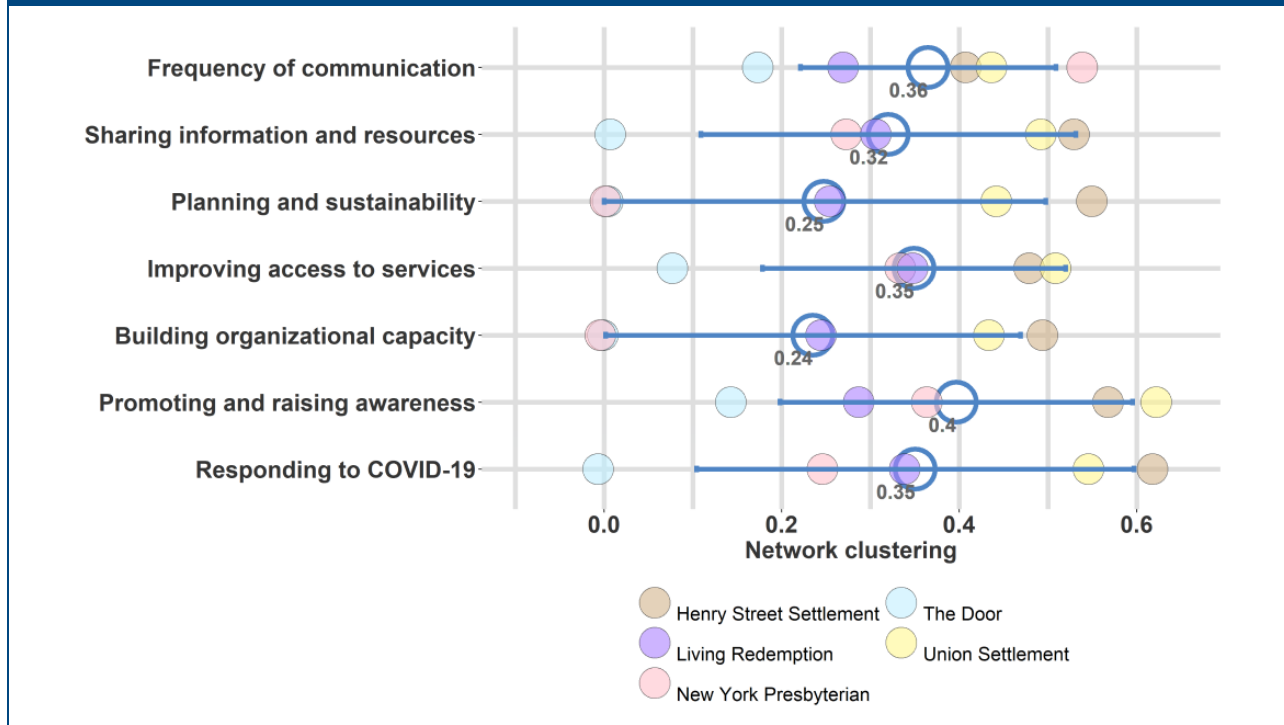 Frequency of communication
0.36
Sharing information and resources
0.32
Planning and sustainability
0.25
Improving access to services
0.35
Building organizational capacity
0.24
Promoting and raising awareness
0.4
Responding to COVID-19
0.35
0.0 0.2 0.4 0.6
Network clustering
Henry Street Settlement The Door
Living Redemption Union Settlement
New York Presbyterian